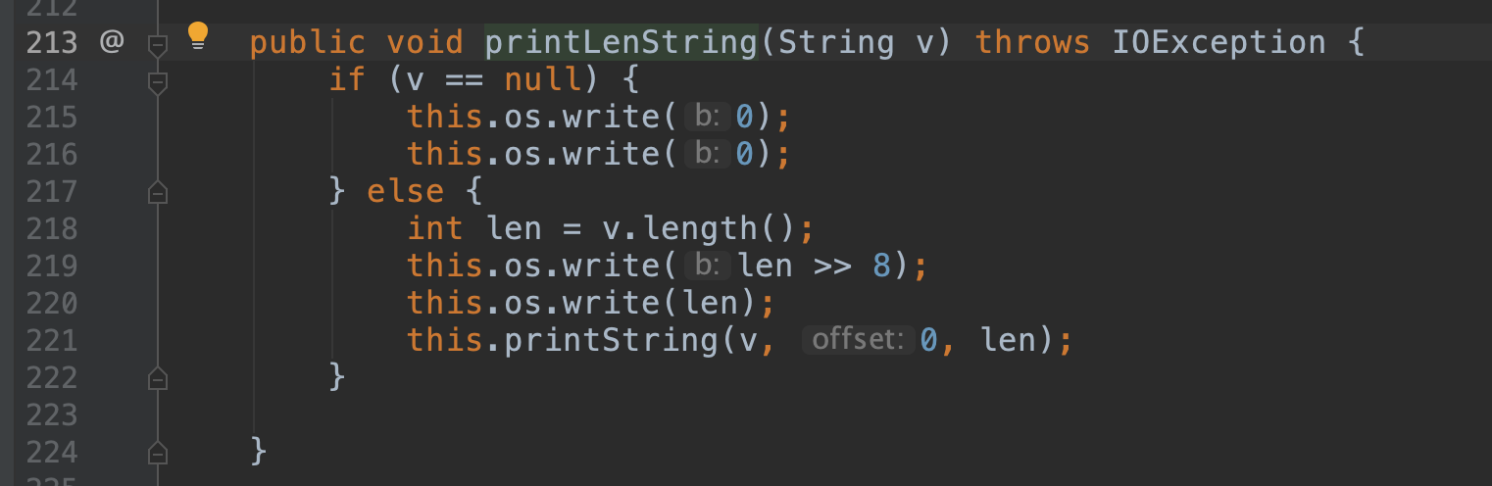 212
213 @ public void printLenString(String v) throws IOException {
214 if (v == null) {
215 this.os.write( b: 0);
216 this.os.write( b: 0);
217 } else {
218 int len = v.length();
219 this.os.write( b: len >> 8);
220 this.os.write(len);
221 this.printString(v, offset: 0, len);
222 }
223
224 }
225